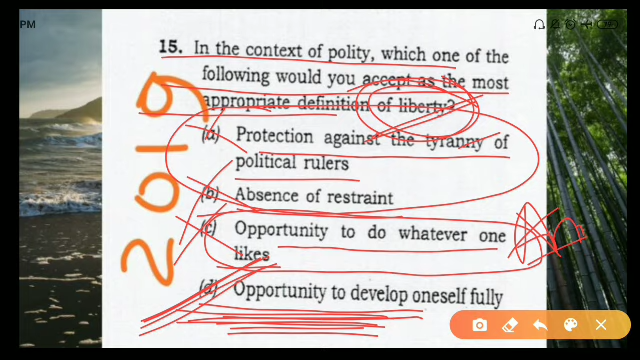 PM
15. In the context of polity, which one of the
following would you accept as the most
appropriate definition of liberty?
(a) Protection against the tyranny of
political rulers
(b) Absence of restraint
(c) Opportunity to do whatever one
likes
(d) Opportunity to develop oneself fully
2019